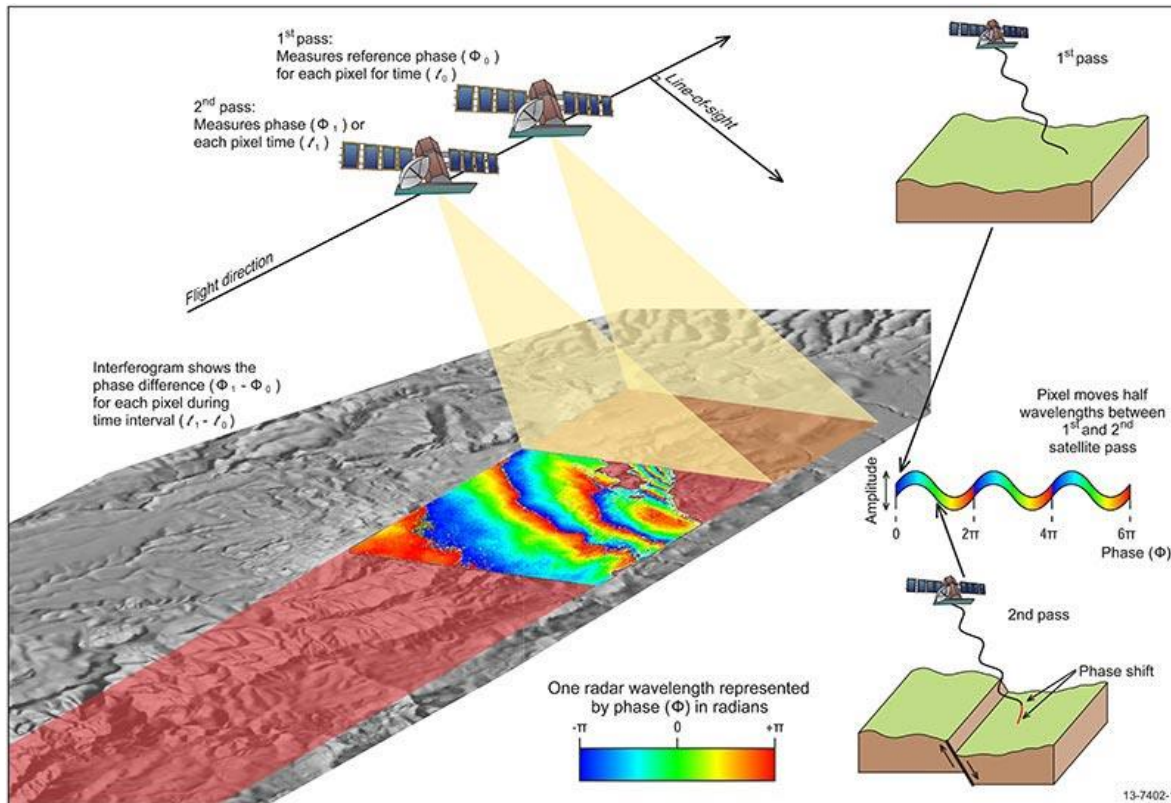 1st pass:
Measures reference phase (Φ0)
for each pixel for time (t0)
2nd pass:
Measures phase (Φ1) or
each pixel time (t1)
Line-of-sight
Flight direction
1st pass
Interferogram shows the
phase difference (Φ1 - Φ0)
for each pixel during
time interval (t1 - t0)
Pixel moves half
wavelengths between
1st and 2nd
satellite pass
Amplitude
0 2π 4π 6π
Phase (Φ)
2nd pass
Phase shift
One radar wavelength represented
by phase (Φ) in radians
-π 0 +π